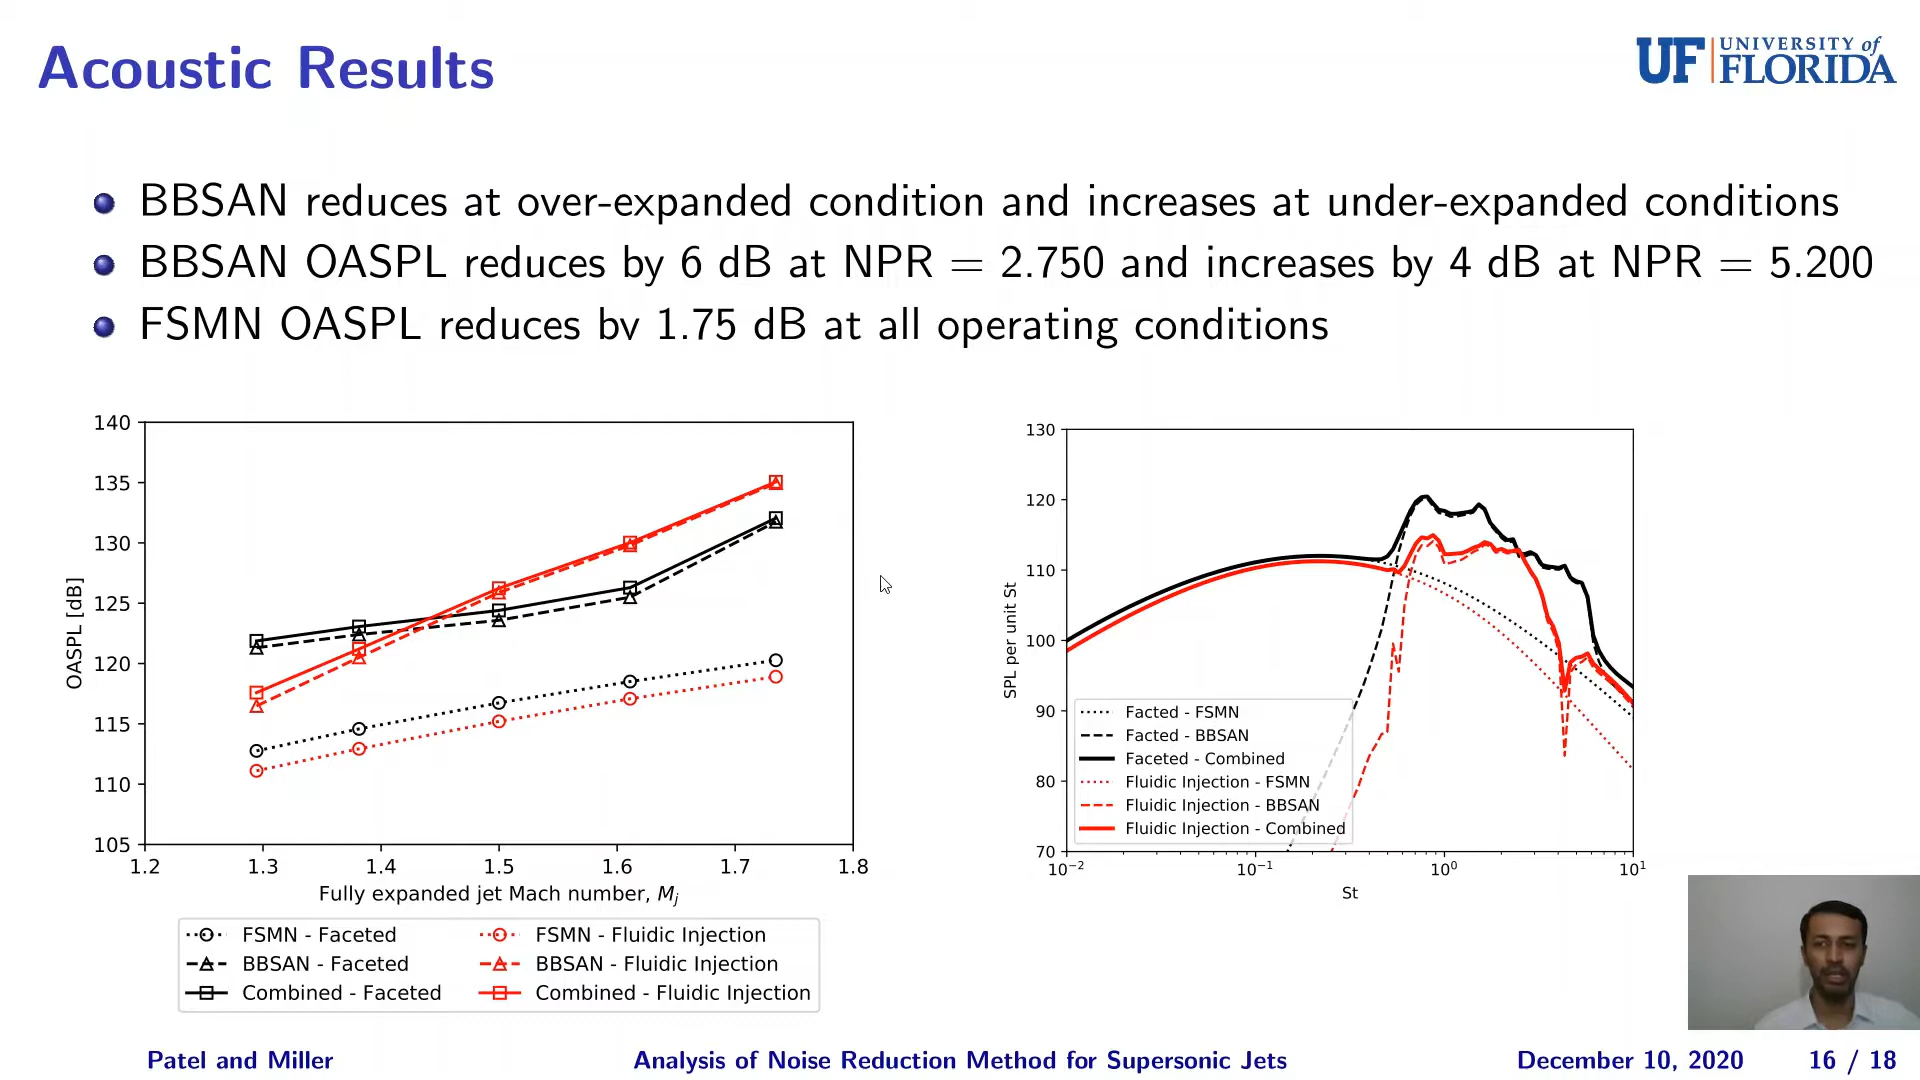 Acoustic Results
UF UNIVERSITY of
FLORIDA
BBSAN reduces at over-expanded condition and increases at under-expanded conditions
BBSAN OASPL reduces by 6 dB at NPR = 2.750 and increases by 4 dB at NPR = 5.200
FSMN OASPL reduces by 1.75 dB at all operating conditions
140
135
130
125
120
115
110
105
OASPL [dB]
1.2 1.3 1.4 1.5 1.6 1.7 1.8
Fully expanded jet Mach number, Mj
FSMN - Faceted
BBSAN - Faceted
Combined - Faceted
FSMN - Fluidic Injection
BBSAN - Fluidic Injection
Combined - Fluidic Injection
130
120
110
100
90
80
70
SPL per unit St
Facted - FSMN
Facted - BBSAN
Faceted - Combined
Fluidic Injection - FSMN
Fluidic Injection - BBSAN
Fluidic Injection - Combined
10⁻² 10⁻¹ 10⁰ 10¹
St
Patel and Miller Analysis of Noise Reduction Method for Supersonic Jets December 10, 2020 16 / 18